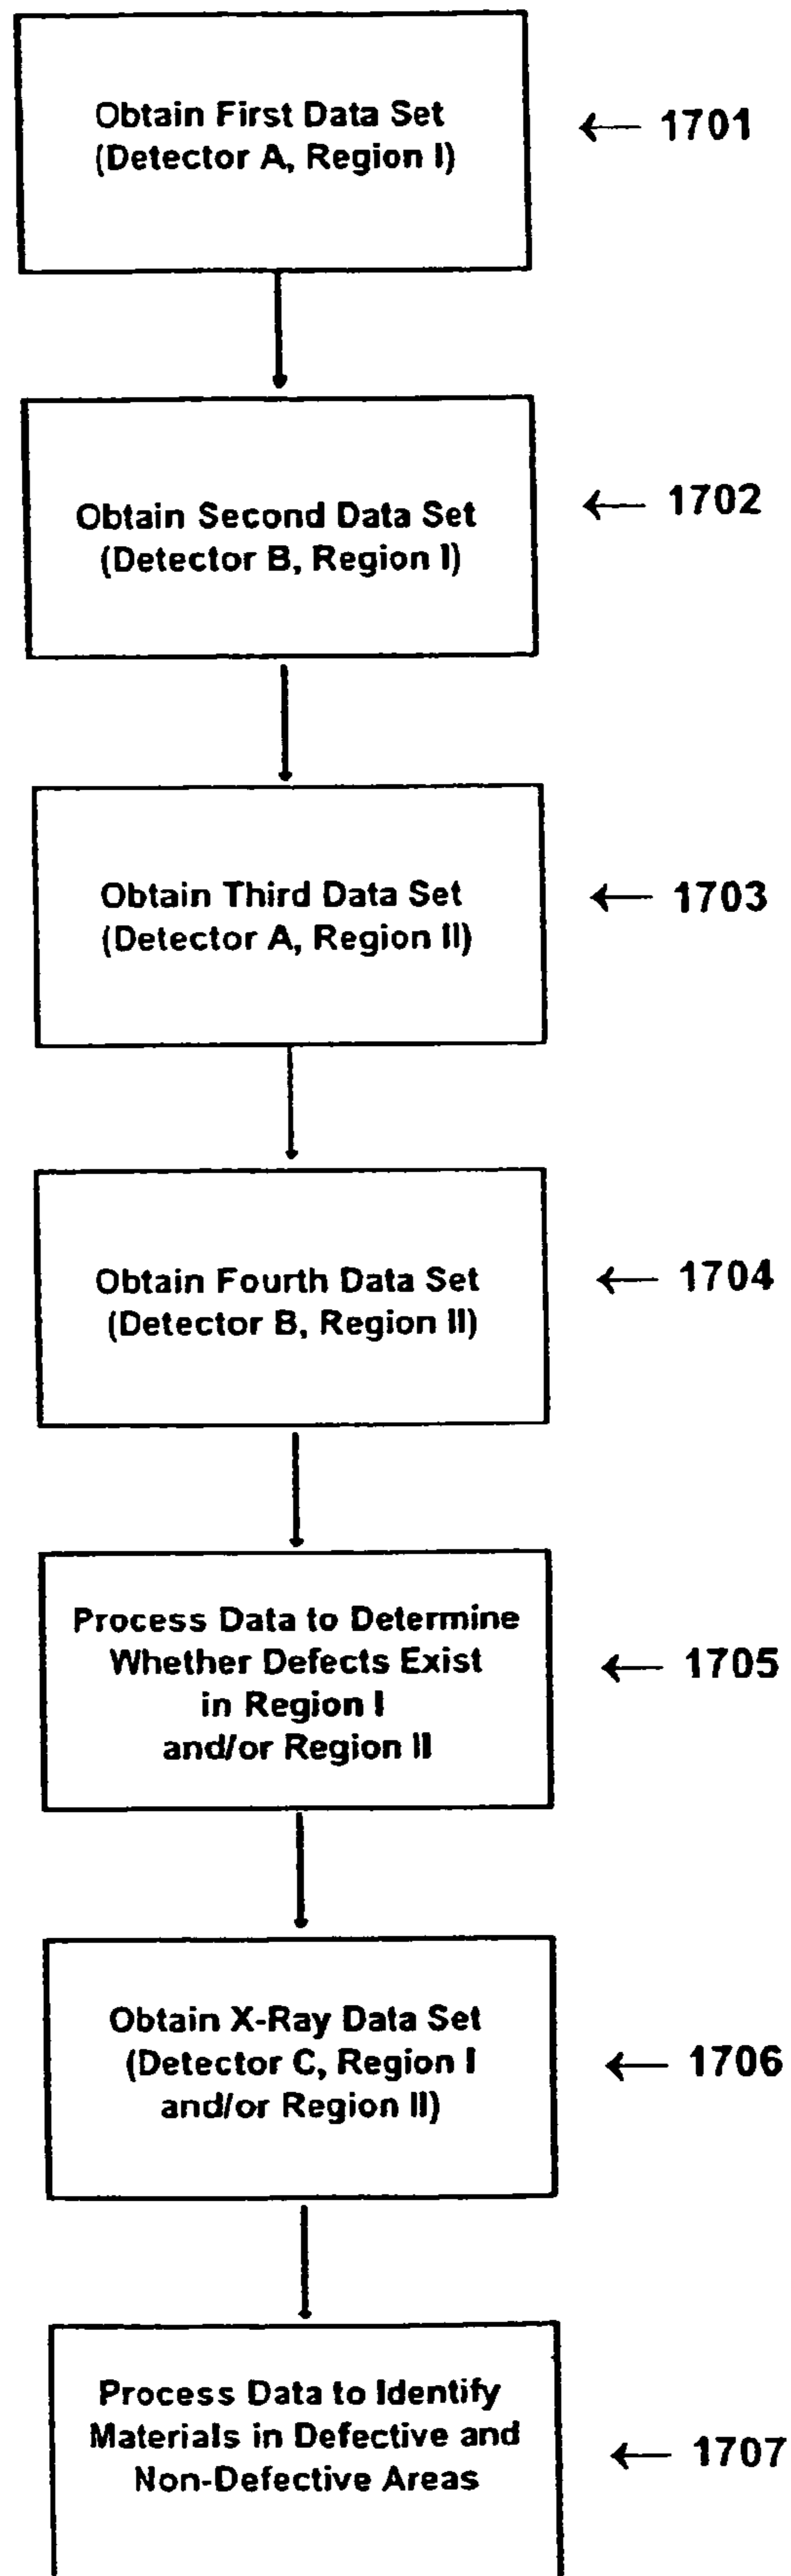 Obtain First Data Set
(Detector A, Region I)
← 1701
Obtain Second Data Set
(Detector B, Region I)
← 1702
Obtain Third Data Set
(Detector A, Region II)
← 1703
Obtain Fourth Data Set
(Detector B, Region II)
← 1704
Process Data to Determine
Whether Defects Exist
in Region I
and/or Region II
← 1705
Obtain X-Ray Data Set
(Detector C, Region I
and/or Region II)
← 1706
Process Data to Identify
Materials in Defective and
Non-Defective Areas
← 1707